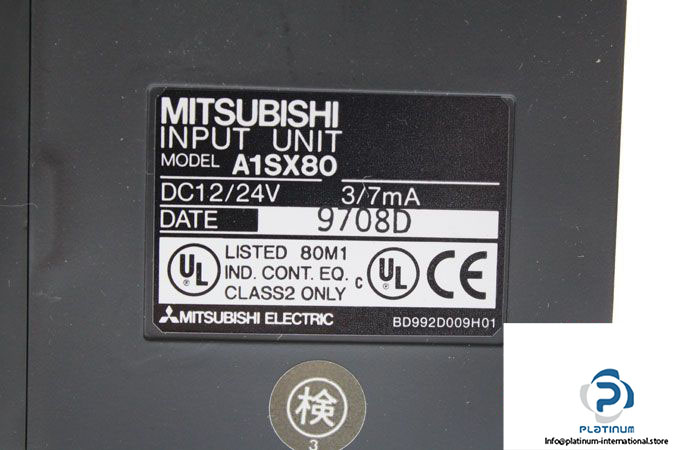 MITSUBISHI
INPUT UNIT
MODEL A1SX80
DC12/24V 3/7mA
DATE 9708D
UL LISTED 80M1 c UL CE
IND. CONT. EQ.
CLASS2 ONLY
MITSUBISHI ELECTRIC BD992D009H01
検
3
PLATINUM
Info@platinum-international.store